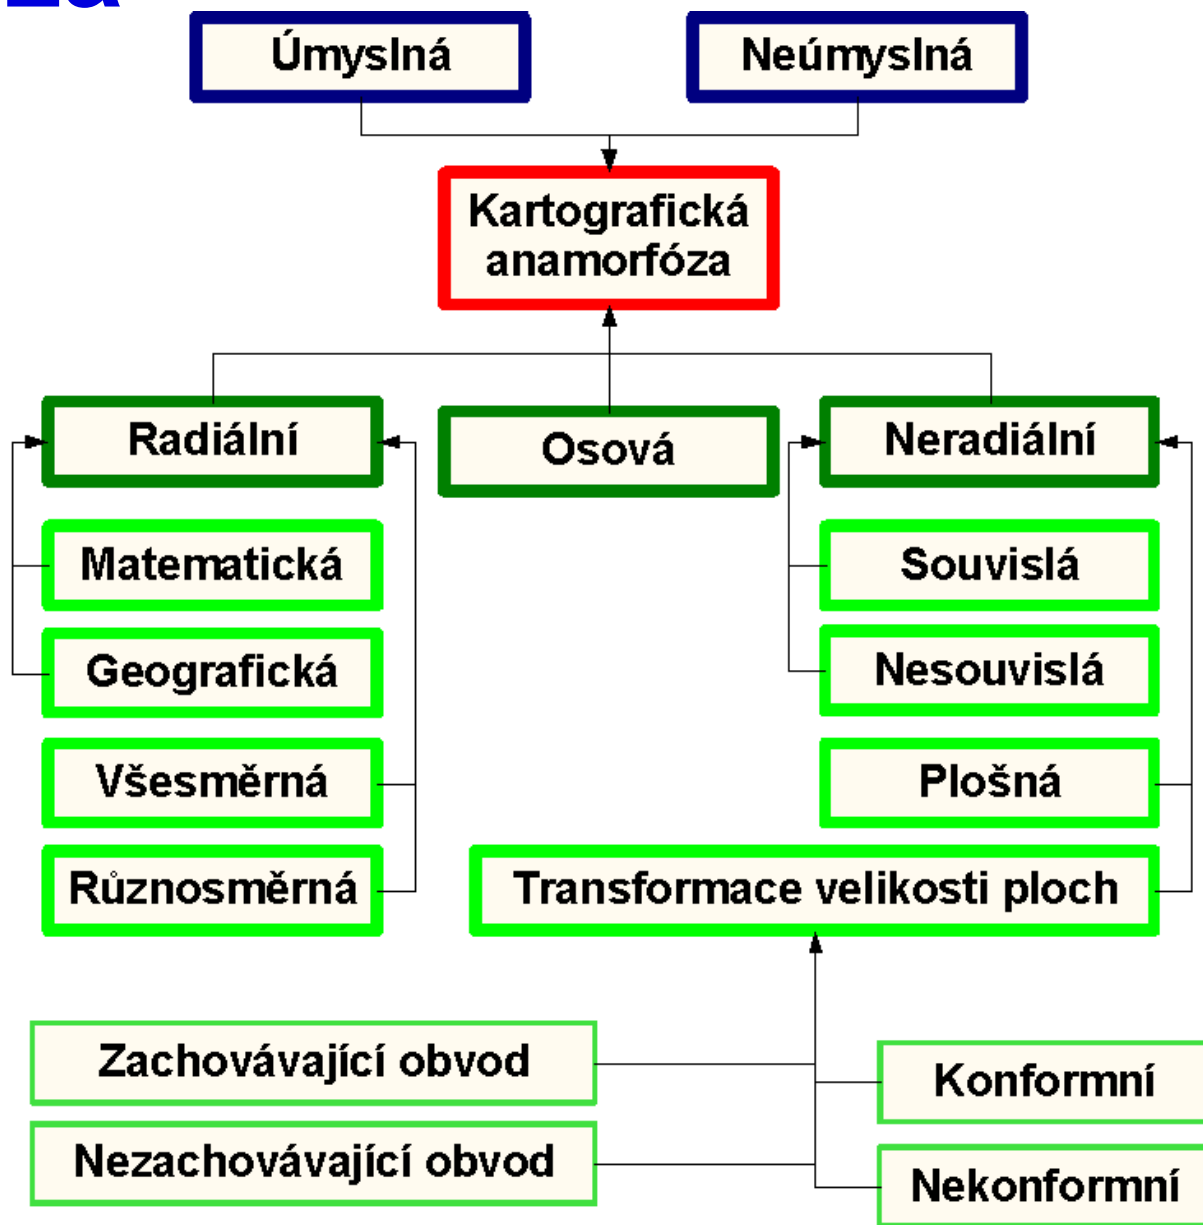 Úmyslná
Neúmyslná
Kartografická
anamorfóza
Radiální
Osová
Neradiální
Matematická
Souvislá
Geografická
Nesouvislá
Všesměrná
Plošná
Různosměrná
Transformace velikosti ploch
Zachovávající obvod
Konformní
Nezachovávající obvod
Nekonformní